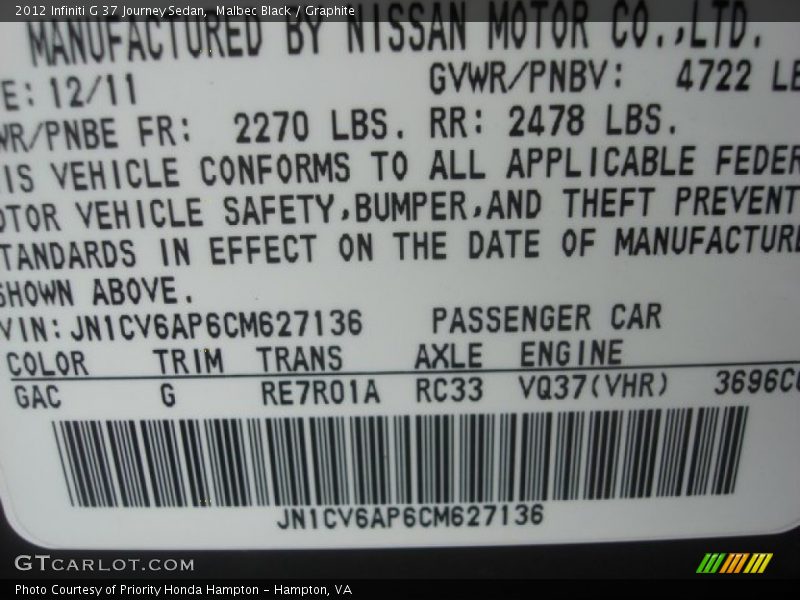 2012 Infiniti G 37 Journey Sedan, Malbec Black / Graphite
MANUFACTURED BY NISSAN MOTOR CO.,LTD.
E: 12/11 GVWR/PNBV: 4722 LB
WR/PNBE FR: 2270 LBS. RR: 2478 LBS.
IS VEHICLE CONFORMS TO ALL APPLICABLE FEDER
OTOR VEHICLE SAFETY,BUMPER,AND THEFT PREVENT
TANDARDS IN EFFECT ON THE DATE OF MANUFACTURE
SHOWN ABOVE.
VIN: JN1CV6AP6CM627136 PASSENGER CAR
COLOR TRIM TRANS AXLE ENGINE
GAC G RE7R01A RC33 VQ37(VHR) 3696CC
JN1CV6AP6CM627136
GTCARLOT.COM
Photo Courtesy of Priority Honda Hampton - Hampton, VA